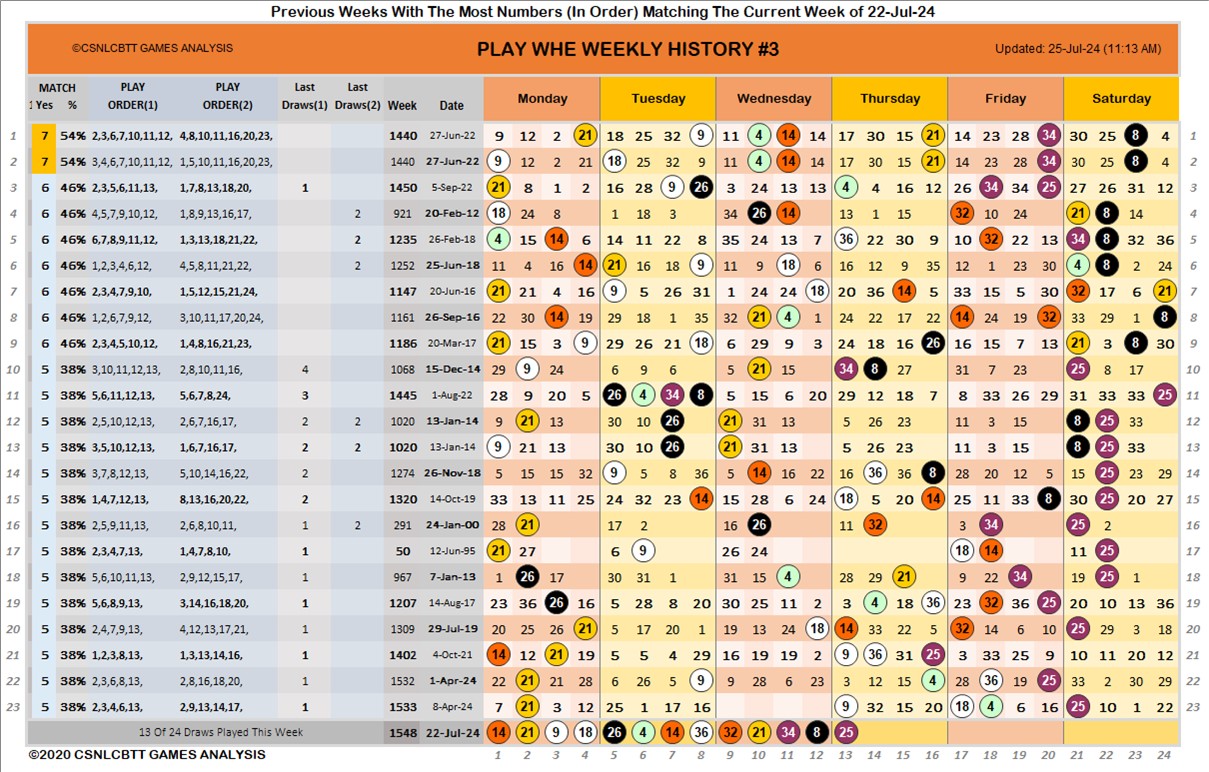 Previous Weeks With The Most Numbers (In Order) Matching The Current Week of 22-Jul-24
©CSNLCBTT GAMES ANALYSIS PLAY WHE WEEKLY HISTORY #3 Updated: 25-Jul-24 (11:13 AM)
MATCH PLAY PLAY Last Last
Yes % ORDER(1) ORDER(2) Draws(1) Draws(2) Week Date Monday Tuesday Wednesday Thursday Friday Saturday
1 7 54% 2,3,6,7,10,11,12, 4,8,10,11,16,20,23, 1440 27-Jun-22 9 12 2 21 18 25 32 9 11 4 14 14 17 30 15 21 14 23 28 34 30 25 8 4 1
2 7 54% 3,4,6,7,10,11,12, 1,5,10,11,16,20,23, 1440 27-Jun-22 9 12 2 21 18 25 32 9 11 4 14 14 17 30 15 21 14 23 28 34 30 25 8 4 2
3 6 46% 2,3,5,6,11,13, 1,7,8,13,18,20, 1 1450 5-Sep-22 21 8 1 2 16 28 9 26 3 24 13 13 4 4 16 12 26 34 34 25 27 26 31 12 3
4 6 46% 4,5,7,9,10,12, 1,8,9,13,16,17, 2 921 20-Feb-12 18 24 8 1 18 3 34 26 14 13 1 15 32 10 24 21 8 14 4
5 6 46% 6,7,8,9,11,12, 1,3,13,18,21,22, 2 1235 26-Feb-18 4 15 14 6 14 11 22 8 35 24 13 7 36 22 30 9 10 32 22 13 34 8 32 36 5
6 6 46% 1,2,3,4,6,12, 4,5,8,11,21,22, 2 1252 25-Jun-18 11 4 16 14 21 16 18 9 11 9 18 6 16 12 9 35 12 1 23 30 4 8 2 24 6
7 6 46% 2,3,4,7,9,10, 1,5,12,15,21,24, 1147 20-Jun-16 21 21 4 16 9 5 26 31 1 24 24 18 20 36 14 5 33 15 5 30 32 17 6 21 7
8 6 46% 1,2,6,7,9,12, 3,10,11,17,20,24, 1161 26-Sep-16 22 30 14 19 29 18 1 35 32 21 4 1 24 22 17 22 14 24 19 32 33 29 1 8 8
9 6 46% 2,3,4,5,10,12, 1,4,8,16,21,23, 1186 20-Mar-17 21 15 3 9 29 26 21 18 6 29 9 3 24 18 16 26 16 15 7 13 21 3 8 30 9
10 5 38% 3,10,11,12,13, 2,8,10,11,16, 4 1068 15-Dec-14 29 9 24 6 9 6 5 21 15 34 8 27 31 7 23 25 8 17 10
11 5 38% 5,6,11,12,13, 5,6,7,8,24, 3 1445 1-Aug-22 28 9 20 5 26 4 34 8 5 15 6 20 29 12 18 7 8 33 26 29 31 33 33 25 11
12 5 38% 2,5,10,12,13, 2,6,7,16,17, 2 2 1020 13-Jan-14 9 21 13 30 10 26 21 31 13 5 26 23 11 3 15 8 25 33 12
13 5 38% 3,5,10,12,13, 1,6,7,16,17, 2 2 1020 13-Jan-14 9 21 13 30 10 26 21 31 13 5 26 23 11 3 15 8 25 33 13
14 5 38% 3,7,8,12,13, 5,10,14,16,22, 2 1274 26-Nov-18 5 15 15 32 9 5 8 36 5 14 16 22 16 36 36 8 28 20 12 5 15 25 23 29 14
15 5 38% 1,4,7,12,13, 8,13,16,20,22, 2 1320 14-Oct-19 33 13 11 25 24 32 23 14 15 28 6 24 18 5 20 14 25 11 33 8 30 25 20 27 15
16 5 38% 2,5,9,11,13, 2,6,8,10,11, 1 2 291 24-Jan-00 28 21 17 2 16 26 11 32 3 34 25 2 16
17 5 38% 2,3,4,7,13, 1,4,7,8,10, 1 50 12-Jun-95 21 27 6 9 26 24 18 14 11 25 17
18 5 38% 5,6,10,11,13, 2,9,12,15,17, 1 967 7-Jan-13 1 26 17 30 31 1 31 15 4 28 29 21 9 22 34 19 25 1 18
19 5 38% 5,6,8,9,13, 3,14,16,18,20, 1 1207 14-Aug-17 23 36 26 16 5 28 8 20 30 25 11 2 3 4 18 36 23 32 36 25 20 10 13 36 19
20 5 38% 2,4,7,9,13, 4,12,13,17,21, 1 1309 29-Jul-19 20 25 26 21 5 17 20 1 19 13 24 18 14 33 22 5 32 14 6 10 25 29 3 18 20
21 5 38% 1,2,3,8,13, 1,3,13,14,16, 1 1402 4-Oct-21 14 12 21 19 5 5 4 29 16 19 19 2 9 36 31 25 3 33 25 9 10 11 20 12 21
22 5 38% 2,3,6,8,13, 2,8,16,18,20, 1 1532 1-Apr-24 22 21 21 28 6 26 5 9 9 28 6 23 3 12 15 4 28 36 19 25 33 2 30 29 22
23 5 38% 2,3,4,6,13, 2,9,13,14,17, 1 1533 8-Apr-24 7 21 3 12 25 1 17 16 9 32 15 20 18 4 6 16 25 10 1 22 23
13 Of 24 Draws Played This Week 1548 22-Jul-24 14 21 9 18 26 4 14 36 32 21 34 8 25
©2020 CSNLCBTT GAMES ANALYSIS 1 2 3 4 5 6 7 8 9 10 11 12 13 14 15 16 17 18 19 20 21 22 23 24